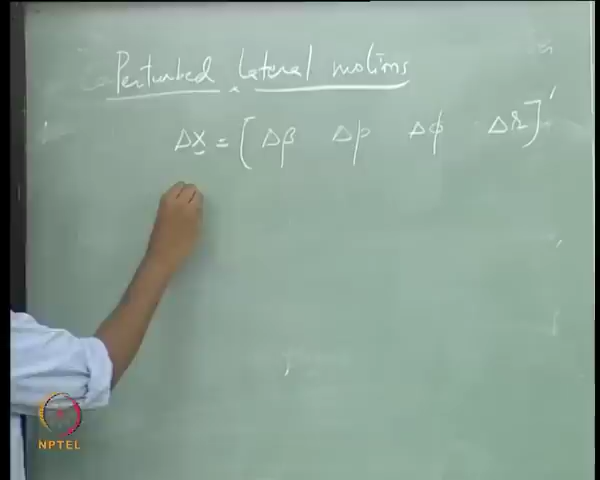 Perturbed lateral motions
Δx = [Δβ Δp Δφ Δr]'
NPTEL